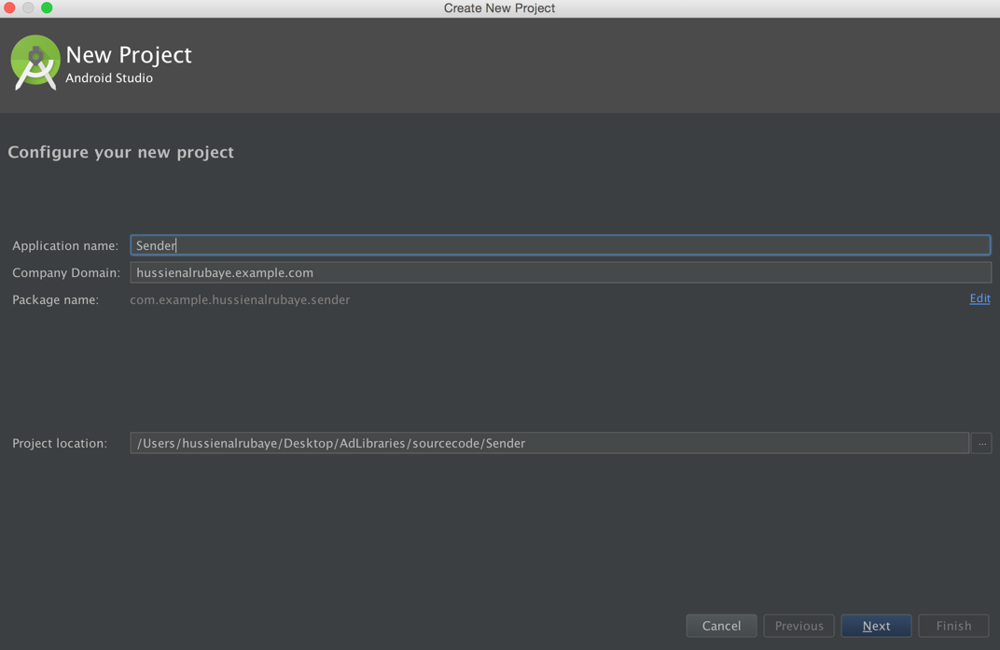 Create New Project
New Project
Android Studio
Configure your new project
Application name: Sender
Company Domain: hussienalrubaye.example.com
Package name: com.example.hussienalrubaye.sender Edit
Project location: /Users/hussienalrubaye/Desktop/AdLibraries/sourcecode/Sender ...
Cancel Previous Next Finish